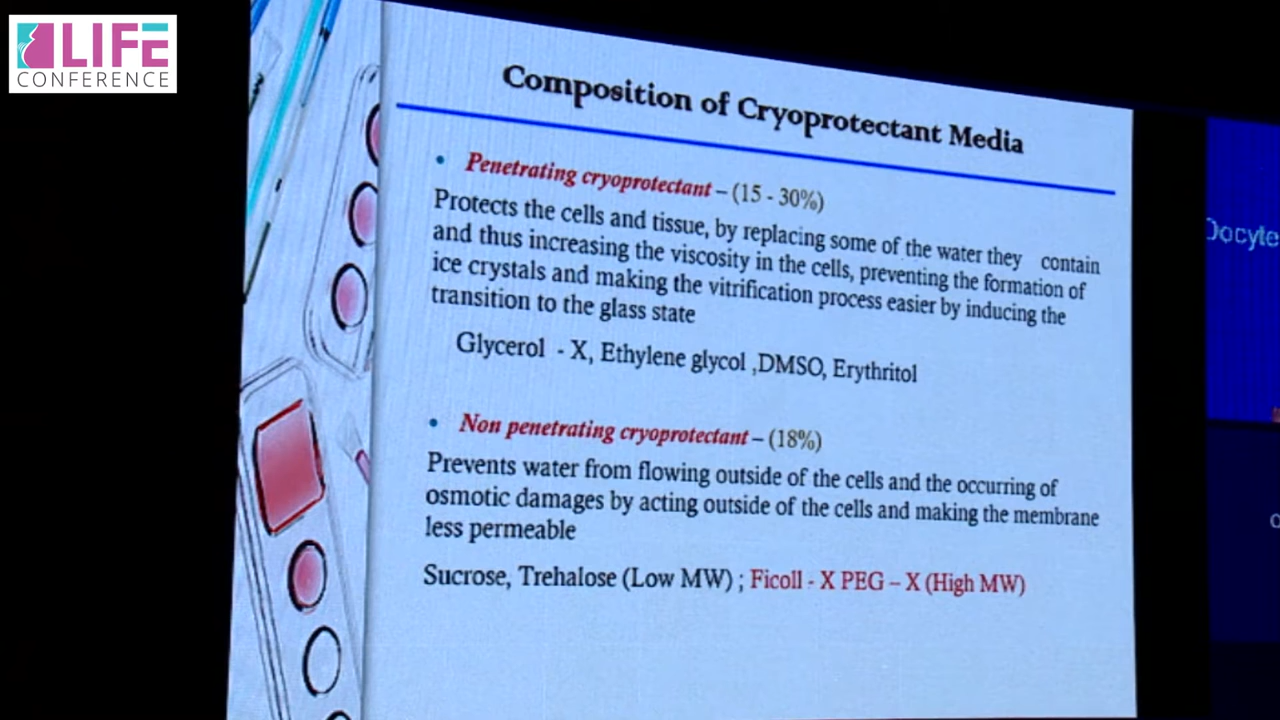 LIFE
CONFERENCE
Composition of Cryoprotectant Media
• Penetrating cryoprotectant – (15 - 30%)
Protects the cells and tissue, by replacing some of the water they contain
and thus increasing the viscosity in the cells, preventing the formation of
ice crystals and making the vitrification process easier by inducing the
transition to the glass state
Glycerol - X, Ethylene glycol ,DMSO, Erythritol
• Non penetrating cryoprotectant – (18%)
Prevents water from flowing outside of the cells and the occurring of
osmotic damages by acting outside of the cells and making the membrane
less permeable
Sucrose, Trehalose (Low MW) ; Ficoll - X PEG – X (High MW)
Oocyte